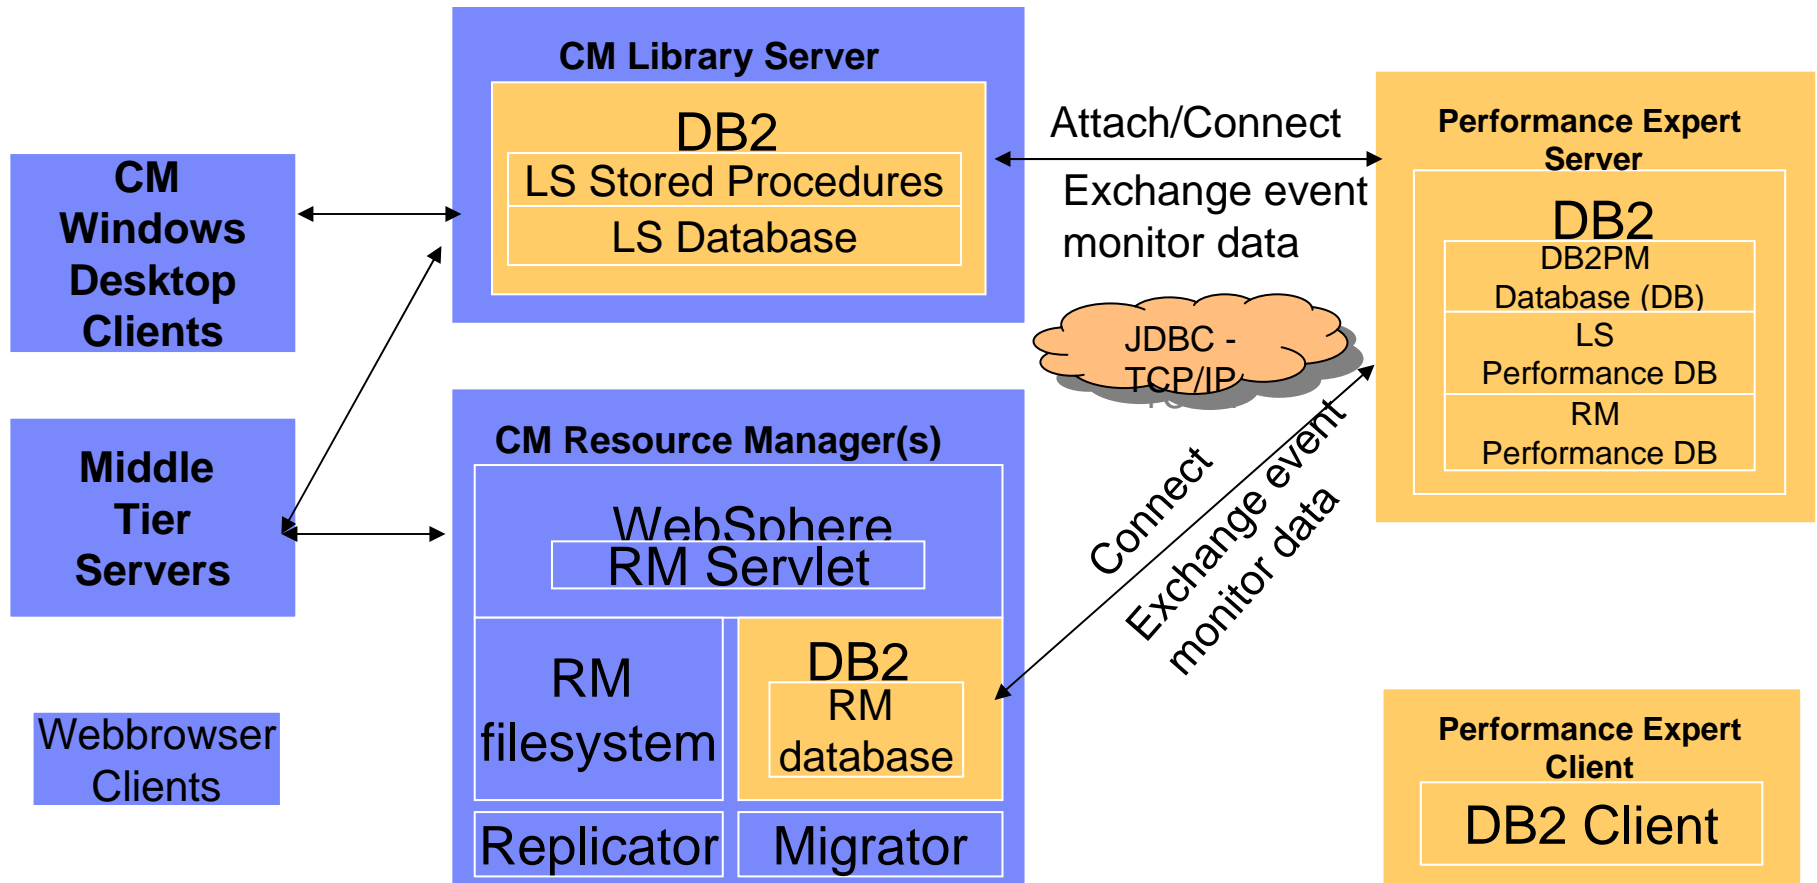 CM Library Server
DB2
LS Stored Procedures
LS Database
CM
Windows
Desktop
Clients
Middle
Tier
Servers
Webbrowser
Clients
CM Resource Manager(s)
WebSphere
RM Servlet
RM
filesystem
DB2
RM
database
Replicator
Migrator
Attach/Connect
Exchange event
monitor data
JDBC -
TCP/IP
Connect
Exchange event
monitor data
Performance Expert
Server
DB2
DB2PM
Database (DB)
LS
Performance DB
RM
Performance DB
Performance Expert
Client
DB2 Client